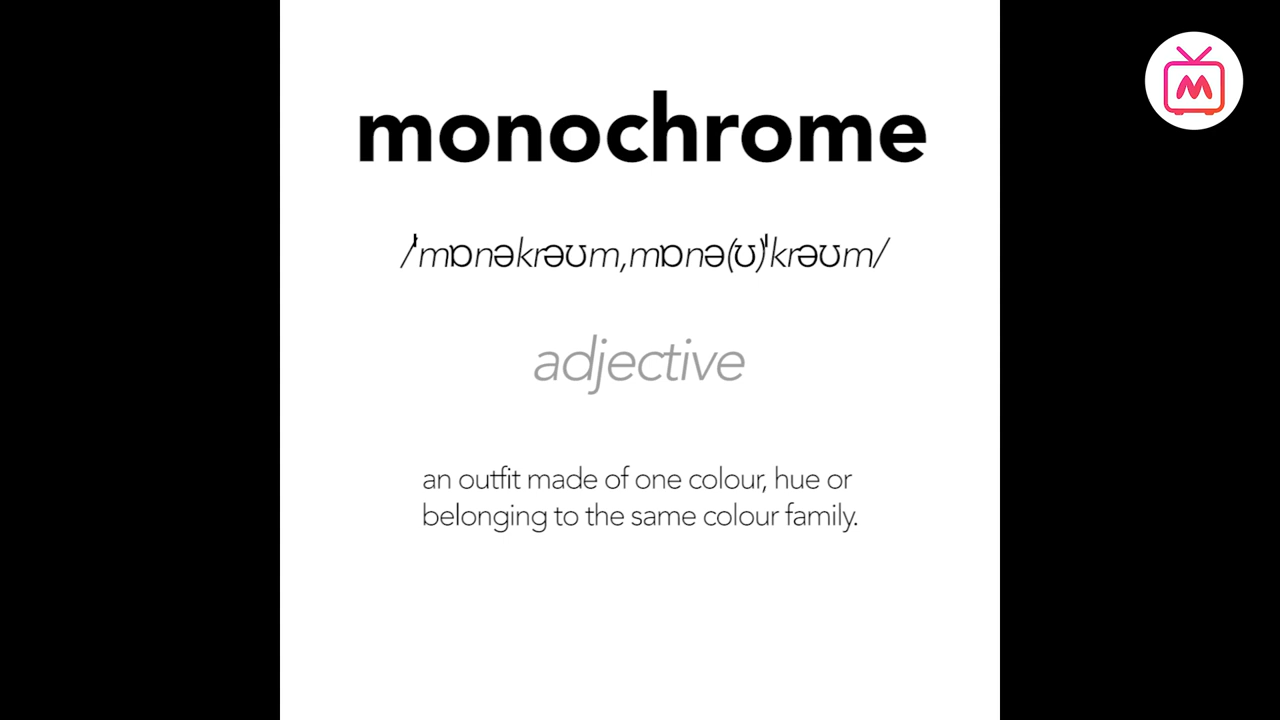 monochrome
/ˈmɒnəkrəʊm,mɒnə(ʊ)ˈkrəʊm/
adjective
an outfit made of one colour, hue or
belonging to the same colour family.
M